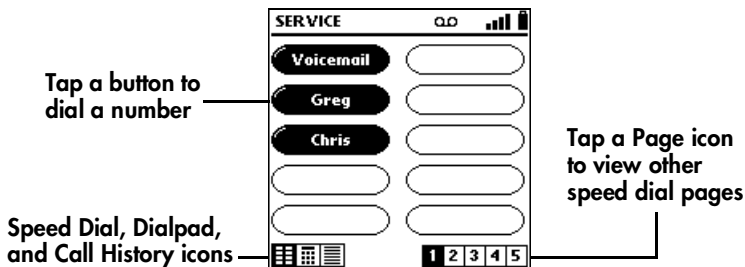 SERVICE
Voicemail
Tap a button to
dial a number
Greg
Chris
Tap a Page icon
to view other
speed dial pages
Speed Dial, Dialpad,
and Call History icons
1 2 3 4 5